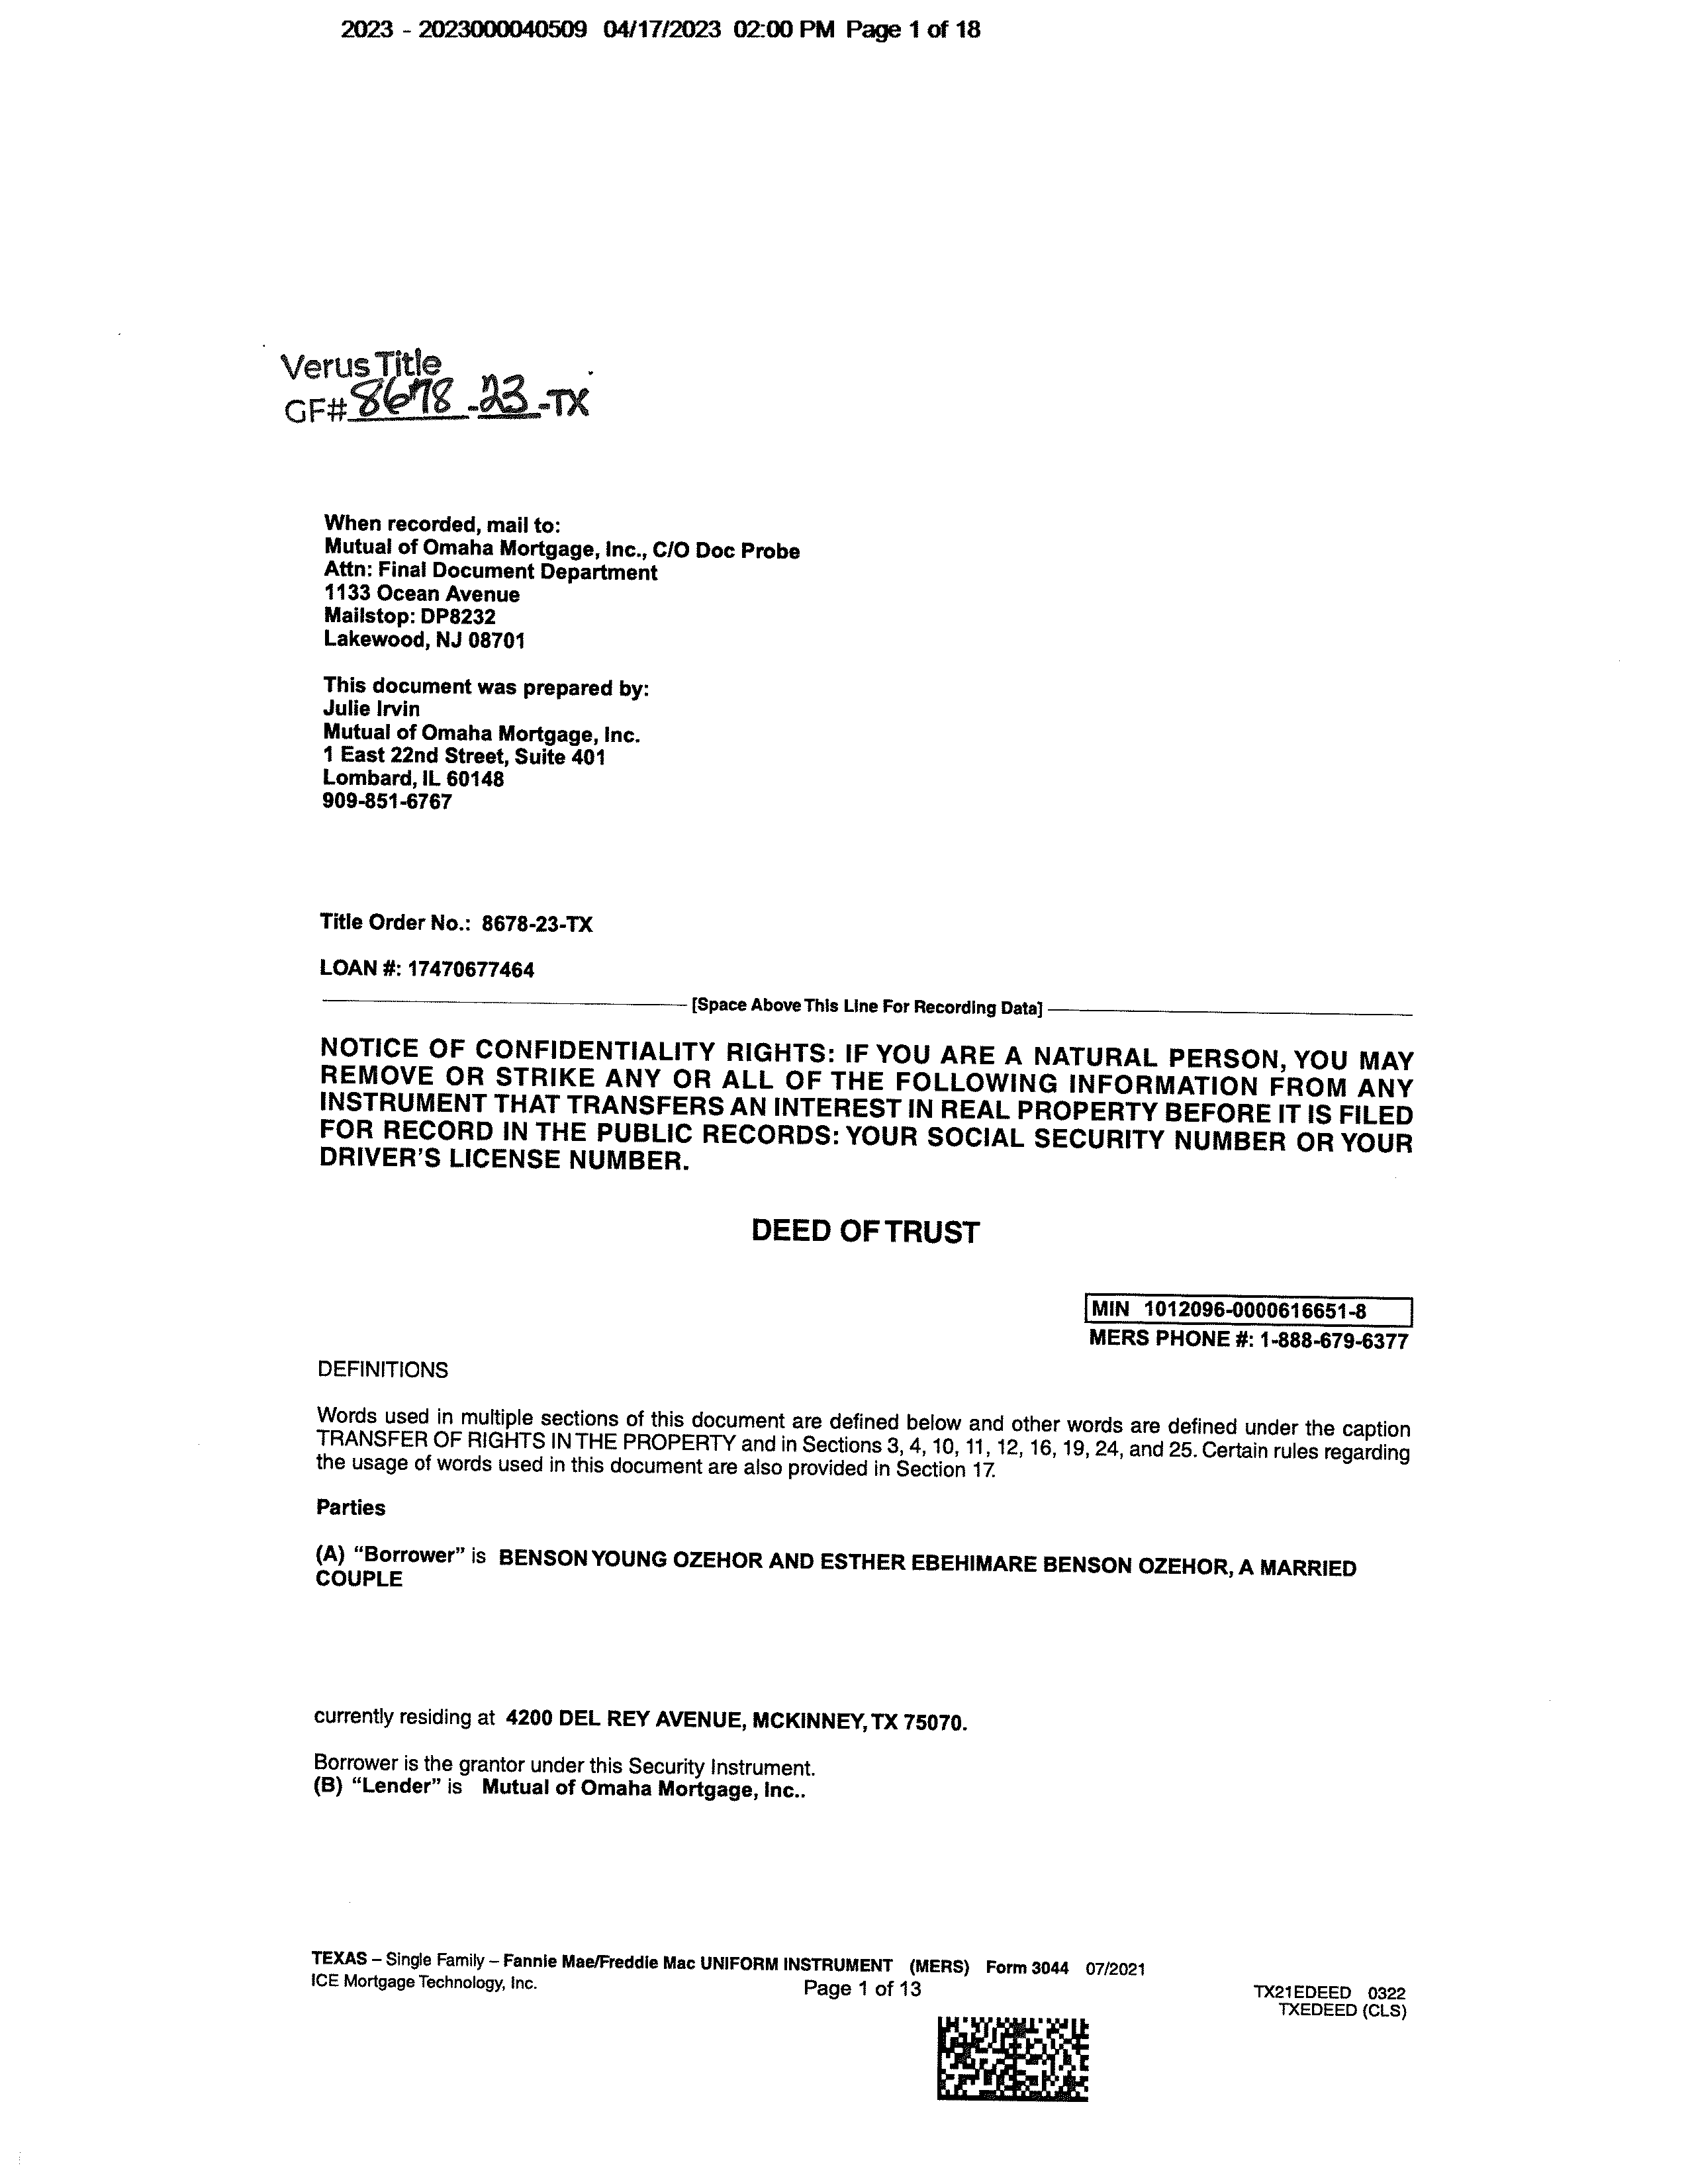 2023 - 2023000040509 04/17/2023 02:00 PM Page 1 of 18
Verus Title
GF# 8678-23-TX
When recorded, mail to:
Mutual of Omaha Mortgage, Inc., C/O Doc Probe
Attn: Final Document Department
1133 Ocean Avenue
Mailstop: DP8232
Lakewood, NJ 08701
This document was prepared by:
Julie Irvin
Mutual of Omaha Mortgage, Inc.
1 East 22nd Street, Suite 401
Lombard, IL 60148
909-851-6767
Title Order No.: 8678-23-TX
LOAN #: 17470677464
[Space Above This Line For Recording Data]
NOTICE OF CONFIDENTIALITY RIGHTS: IF YOU ARE A NATURAL PERSON, YOU MAY
REMOVE OR STRIKE ANY OR ALL OF THE FOLLOWING INFORMATION FROM ANY
INSTRUMENT THAT TRANSFERS AN INTEREST IN REAL PROPERTY BEFORE IT IS FILED
FOR RECORD IN THE PUBLIC RECORDS: YOUR SOCIAL SECURITY NUMBER OR YOUR
DRIVER'S LICENSE NUMBER.
DEED OF TRUST
MIN 1012096-0000616651-8
MERS PHONE #: 1-888-679-6377
DEFINITIONS
Words used in multiple sections of this document are defined below and other words are defined under the caption
TRANSFER OF RIGHTS IN THE PROPERTY and in Sections 3, 4, 10, 11, 12, 16, 19, 24, and 25. Certain rules regarding
the usage of words used in this document are also provided in Section 17.
Parties
(A) "Borrower" is BENSON YOUNG OZEHOR AND ESTHER EBEHIMARE BENSON OZEHOR, A MARRIED
COUPLE
currently residing at 4200 DEL REY AVENUE, MCKINNEY, TX 75070.
Borrower is the grantor under this Security Instrument.
(B) "Lender" is Mutual of Omaha Mortgage, Inc..
TEXAS – Single Family – Fannie Mae/Freddie Mac UNIFORM INSTRUMENT (MERS) Form 3044 07/2021
ICE Mortgage Technology, Inc.
Page 1 of 13
TX21EDEED 0322
TXEDEED (CLS)